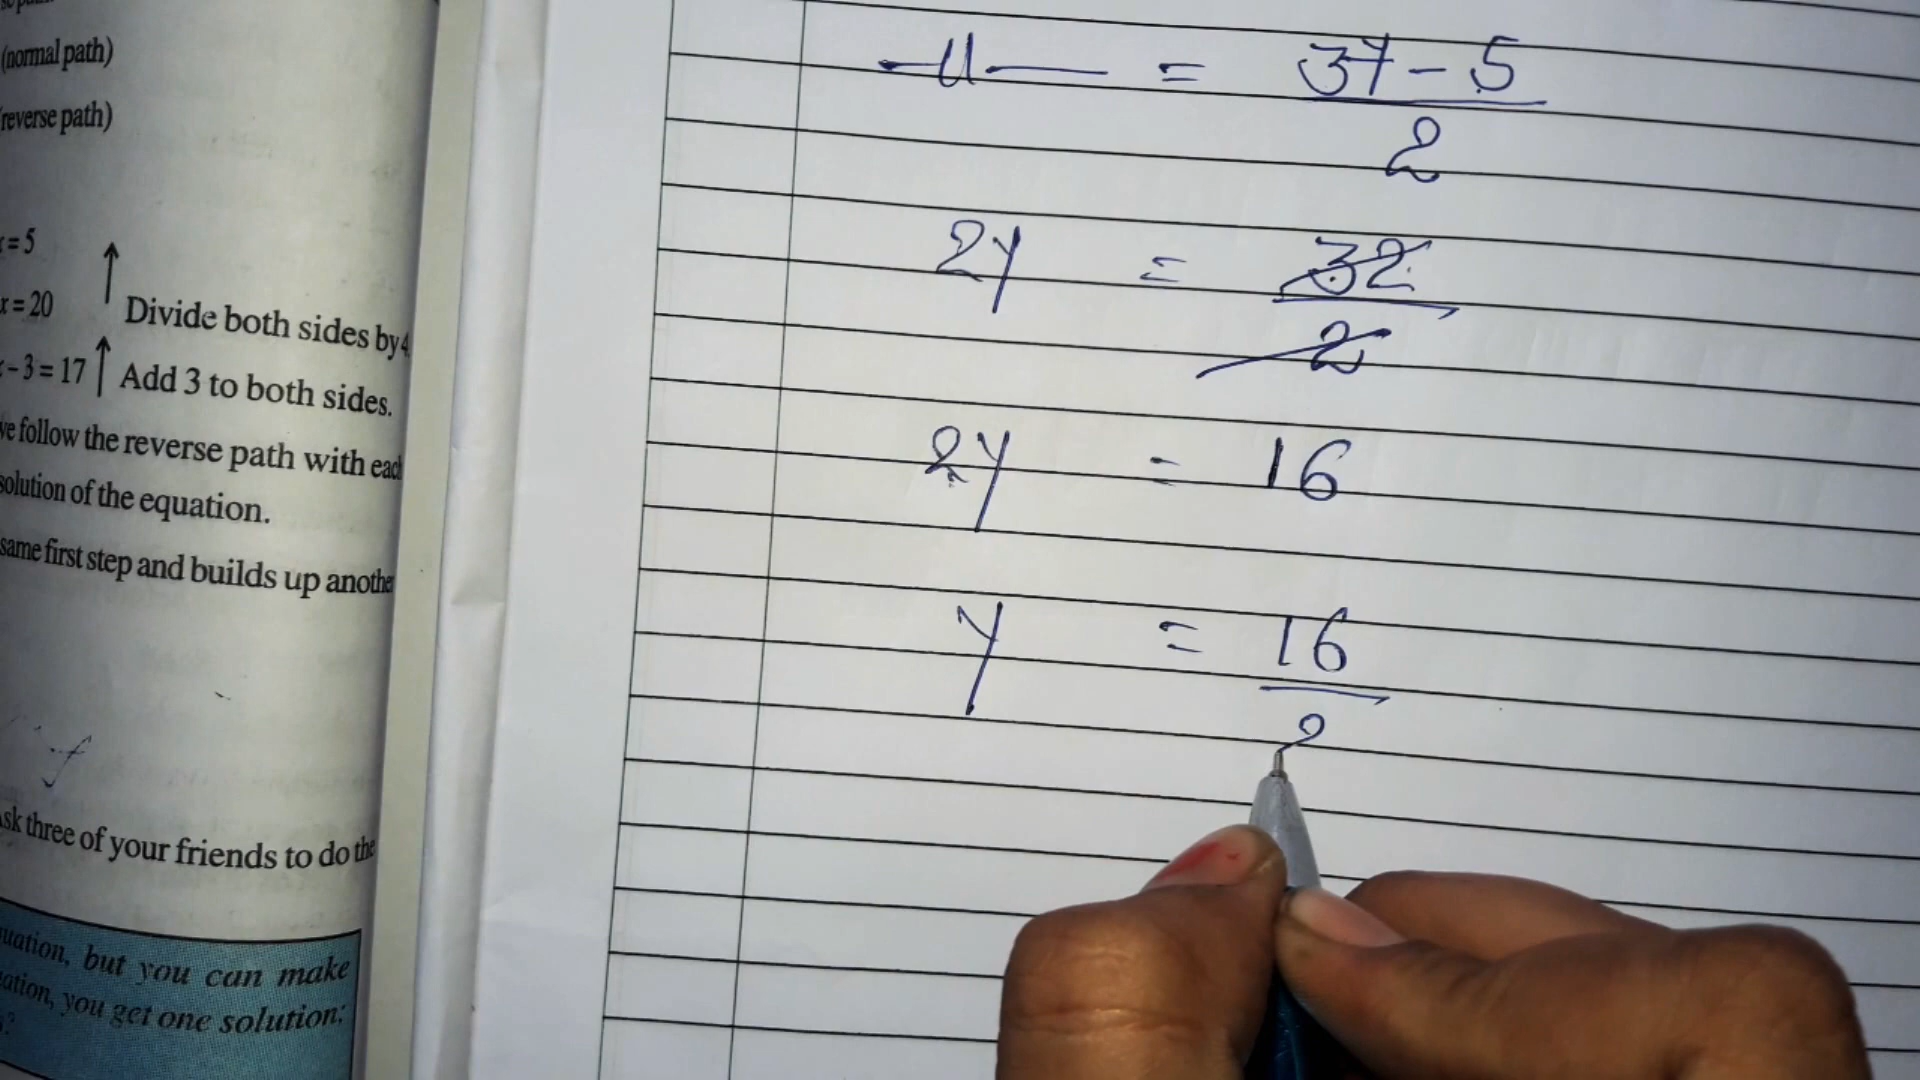 (normal path)
reverse path)
= 5
x = 20
Divide both sides by 4.
- 3 = 17
Add 3 to both sides.
we follow the reverse path with each
solution of the equation.
same first step and builds up another
Ask three of your friends to do the
uation, but you can make
ation, you get one solution:
— 11 — = 37 - 5
2
2y = 32
2
2y = 16
y = 16
2